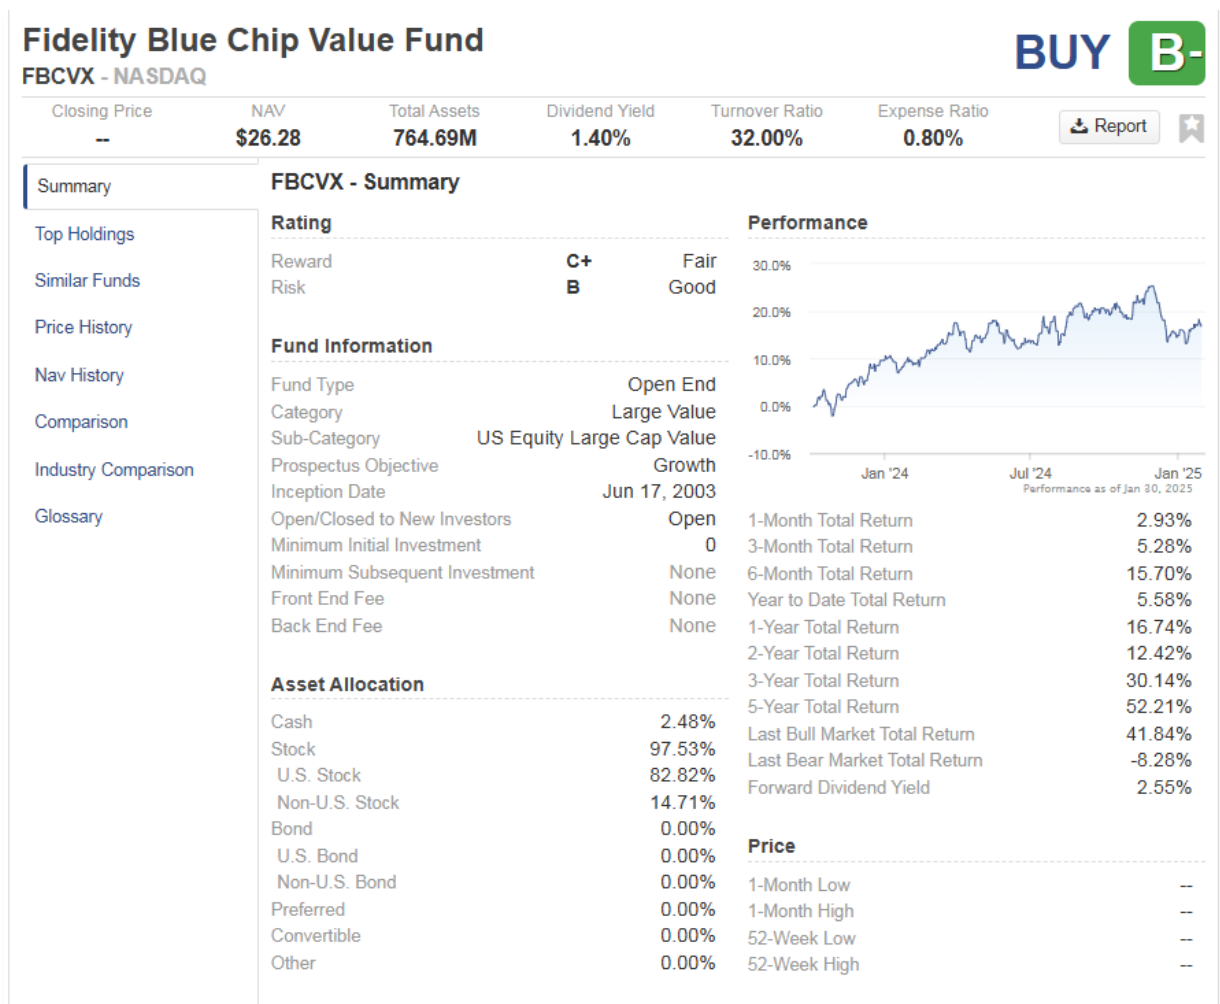 Fidelity Blue Chip Value Fund
FBCVX - NASDAQ
BUY B-
Closing Price NAV Total Assets Dividend Yield Turnover Ratio Expense Ratio
-- $26.28 764.69M 1.40% 32.00% 0.80%
Report
Summary
Top Holdings
Similar Funds
Price History
Nav History
Comparison
Industry Comparison
Glossary
FBCVX - Summary
Rating
Reward C+ Fair
Risk B Good
Fund Information
Fund Type Open End
Category Large Value
Sub-Category US Equity Large Cap Value
Prospectus Objective Growth
Inception Date Jun 17, 2003
Open/Closed to New Investors Open
Minimum Initial Investment 0
Minimum Subsequent Investment None
Front End Fee None
Back End Fee None
Asset Allocation
Cash 2.48%
Stock 97.53%
U.S. Stock 82.82%
Non-U.S. Stock 14.71%
Bond 0.00%
U.S. Bond 0.00%
Non-U.S. Bond 0.00%
Preferred 0.00%
Convertible 0.00%
Other 0.00%
Performance
30.0%
20.0%
10.0%
0.0%
-10.0%
Jan '24 Jul '24 Jan '25
Performance as of Jan 30, 2025
1-Month Total Return 2.93%
3-Month Total Return 5.28%
6-Month Total Return 15.70%
Year to Date Total Return 5.58%
1-Year Total Return 16.74%
2-Year Total Return 12.42%
3-Year Total Return 30.14%
5-Year Total Return 52.21%
Last Bull Market Total Return 41.84%
Last Bear Market Total Return -8.28%
Forward Dividend Yield 2.55%
Price
1-Month Low --
1-Month High --
52-Week Low --
52-Week High --